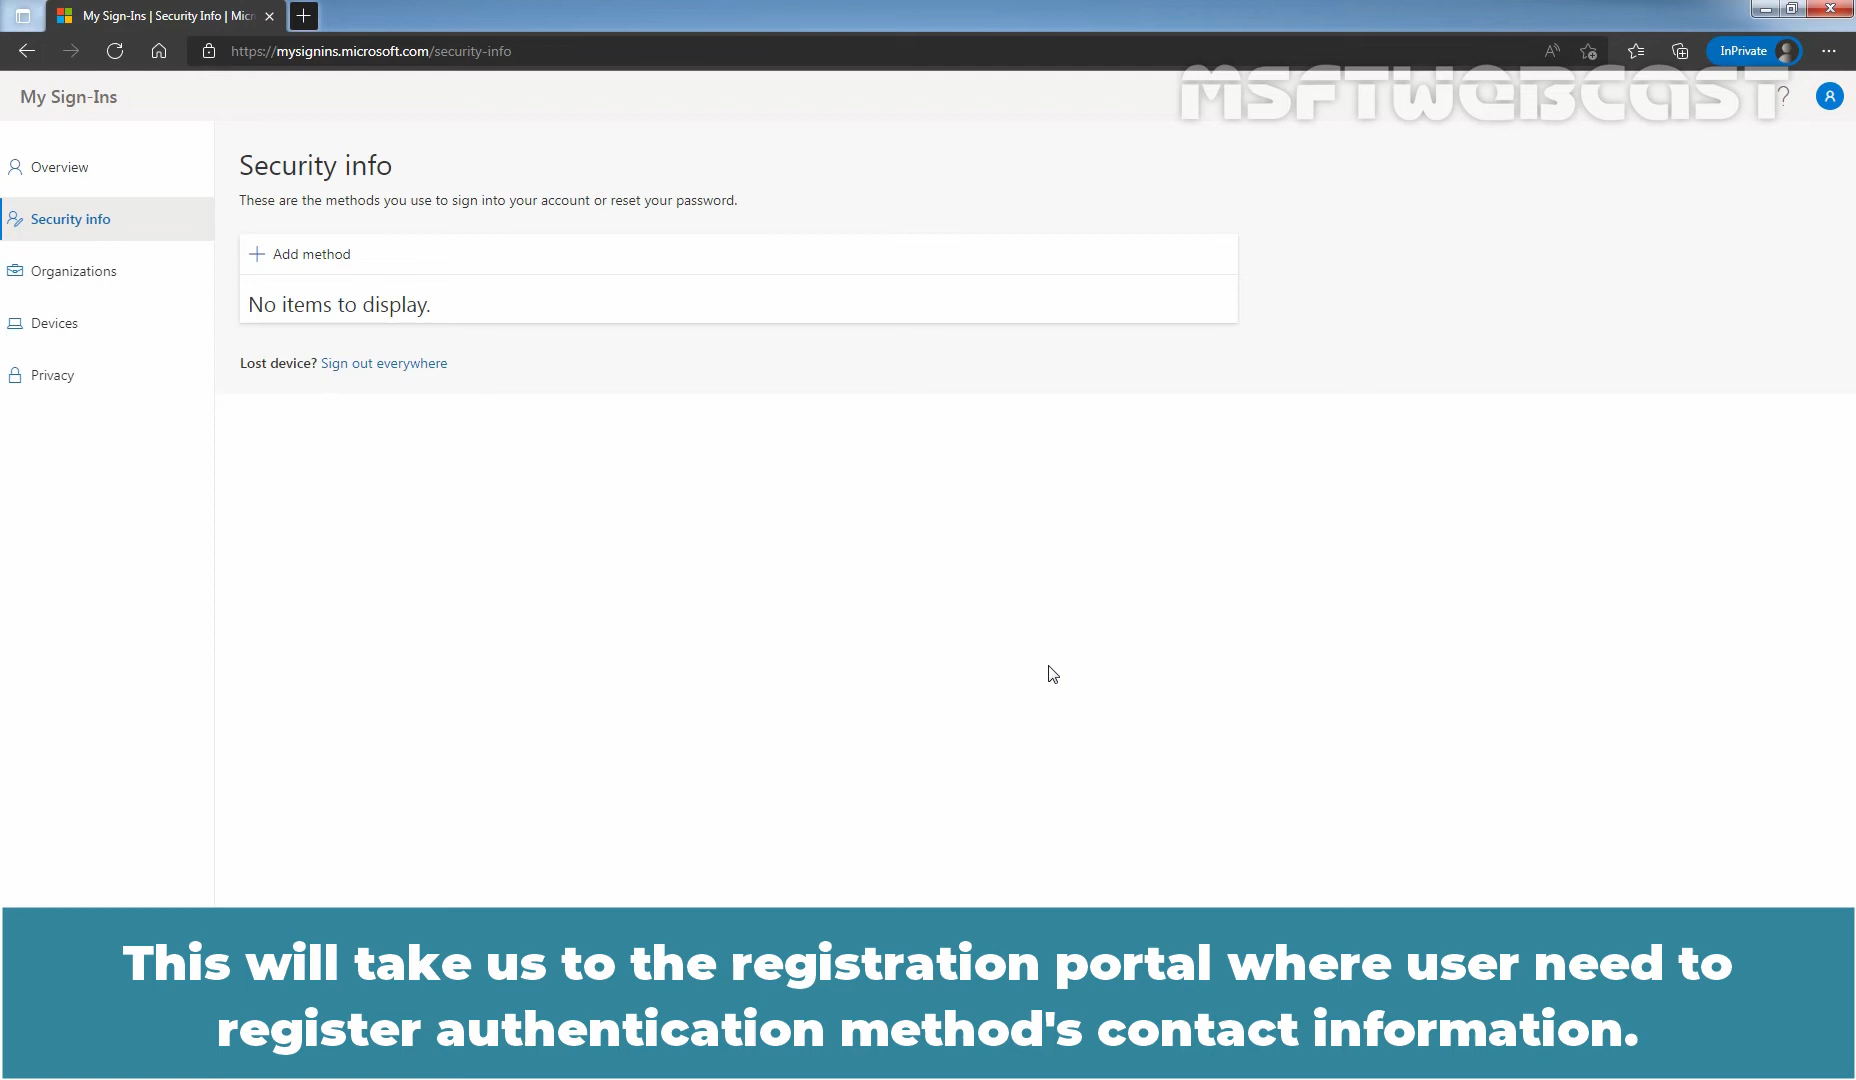 My Sign-Ins | Security Info | Micr
https://mysignins.microsoft.com/security-info
InPrivate
My Sign-Ins
MSFTWEBCAST
?
Overview
Security info
Organizations
Devices
Privacy
Security info
These are the methods you use to sign into your account or reset your password.
Add method
No items to display.
Lost device? Sign out everywhere
This will take us to the registration portal where user need to
register authentication method's contact information.